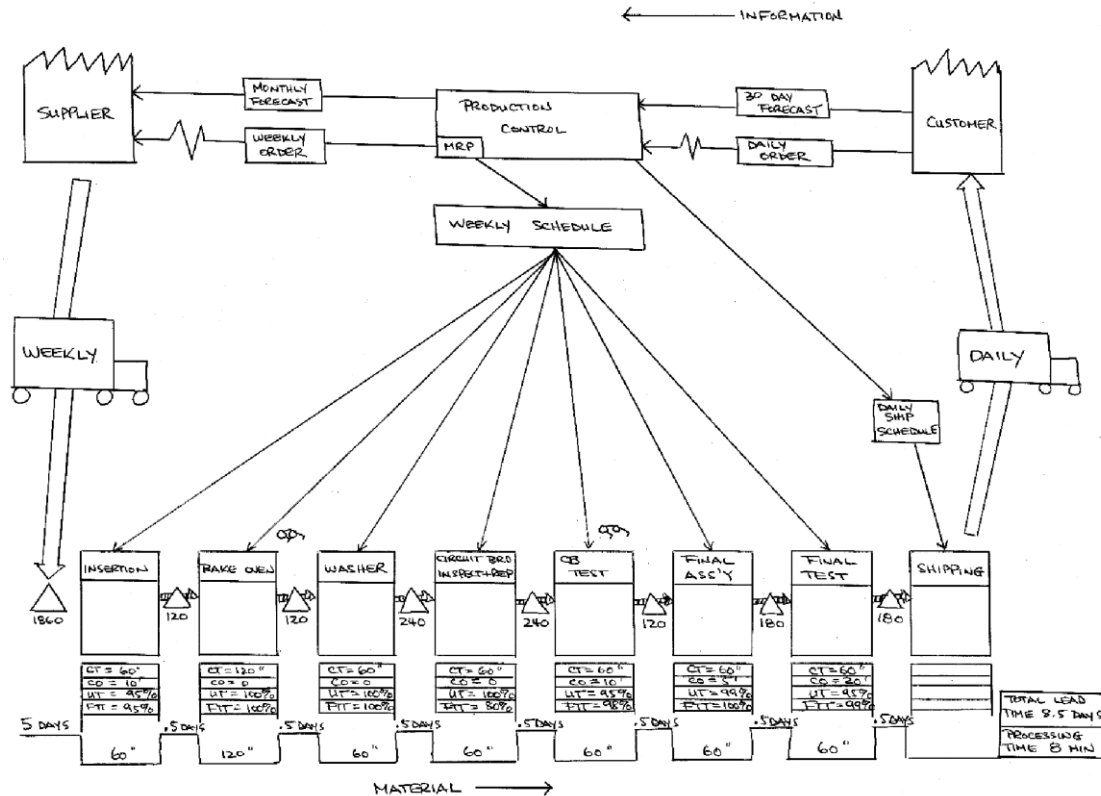 INFORMATION
SUPPLIER
MONTHLY
FORECAST
WEEKLY
ORDER
PRODUCTION
CONTROL
MRP
30 DAY
FORECAST
DAILY
ORDER
CUSTOMER
WEEKLY SCHEDULE
WEEKLY
DAILY
DAILY
SHIP
SCHEDULE
INSERTION
BAKE OVEN
WASHER
CIRCUIT BRD
INSPECT+REP
CB
TEST
FINAL
ASS'Y
FINAL
TEST
SHIPPING
1860
120
120
240
240
120
180
180
CT = 60"
CO = 10'
UT = 95%
FTT = 95%
CT = 120"
CO = 0
UT = 100%
FTT = 100%
CT = 60"
CO = 0
UT = 100%
FTT = 100%
CT = 60"
CO = 0
UT = 100%
FTT = 80%
CT = 60"
CO = 10'
UT = 95%
FTT = 98%
CT = 60"
CO = 5'
UT = 99%
FTT = 100%
CT = 60"
CO = 20'
UT = 95%
FTT = 99%
5 DAYS
.5 DAYS
.5 DAYS
.5 DAYS
.5 DAYS
.5 DAYS
.5 DAYS
.5 DAYS
60"
120"
60"
60"
60"
60"
60"
TOTAL LEAD
TIME 8.5 DAYS
PROCESSING
TIME 8 MIN
MATERIAL